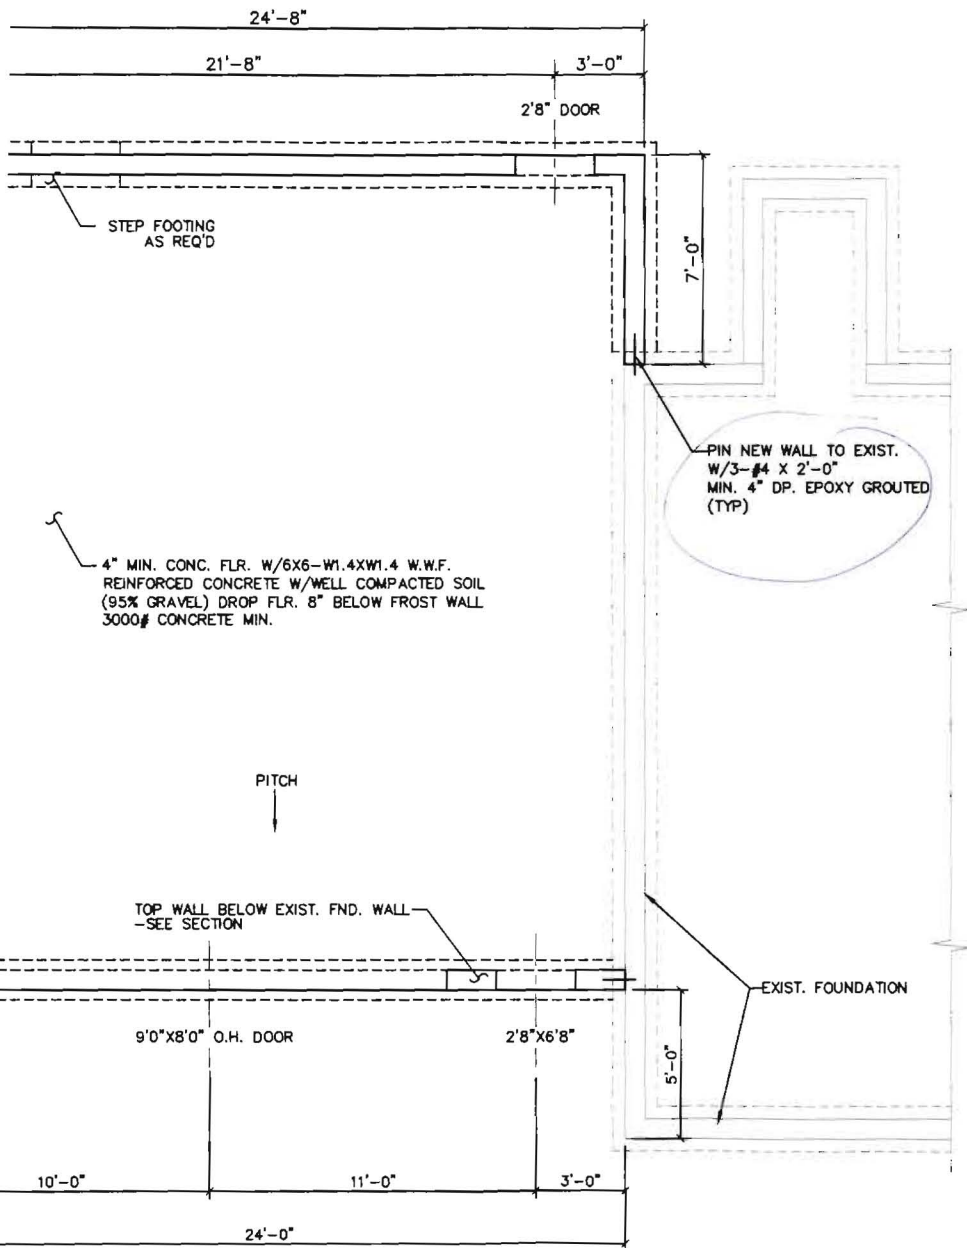 24'-8"
21'-8"
3'-0"
2'8" DOOR
STEP FOOTING
AS REQ'D
7'-0"
PIN NEW WALL TO EXIST.
W/3-#4 X 2'-0"
MIN. 4" DP. EPOXY GROUTED
(TYP)
4" MIN. CONC. FLR. W/6X6-W1.4XW1.4 W.W.F.
REINFORCED CONCRETE W/WELL COMPACTED SOIL
(95% GRAVEL) DROP FLR. 8" BELOW FROST WALL
3000# CONCRETE MIN.
PITCH
TOP WALL BELOW EXIST. FND. WALL
-SEE SECTION
EXIST. FOUNDATION
9'0"X8'0" O.H. DOOR
2'8"X6'8"
5'-0"
10'-0"
11'-0"
3'-0"
24'-0"